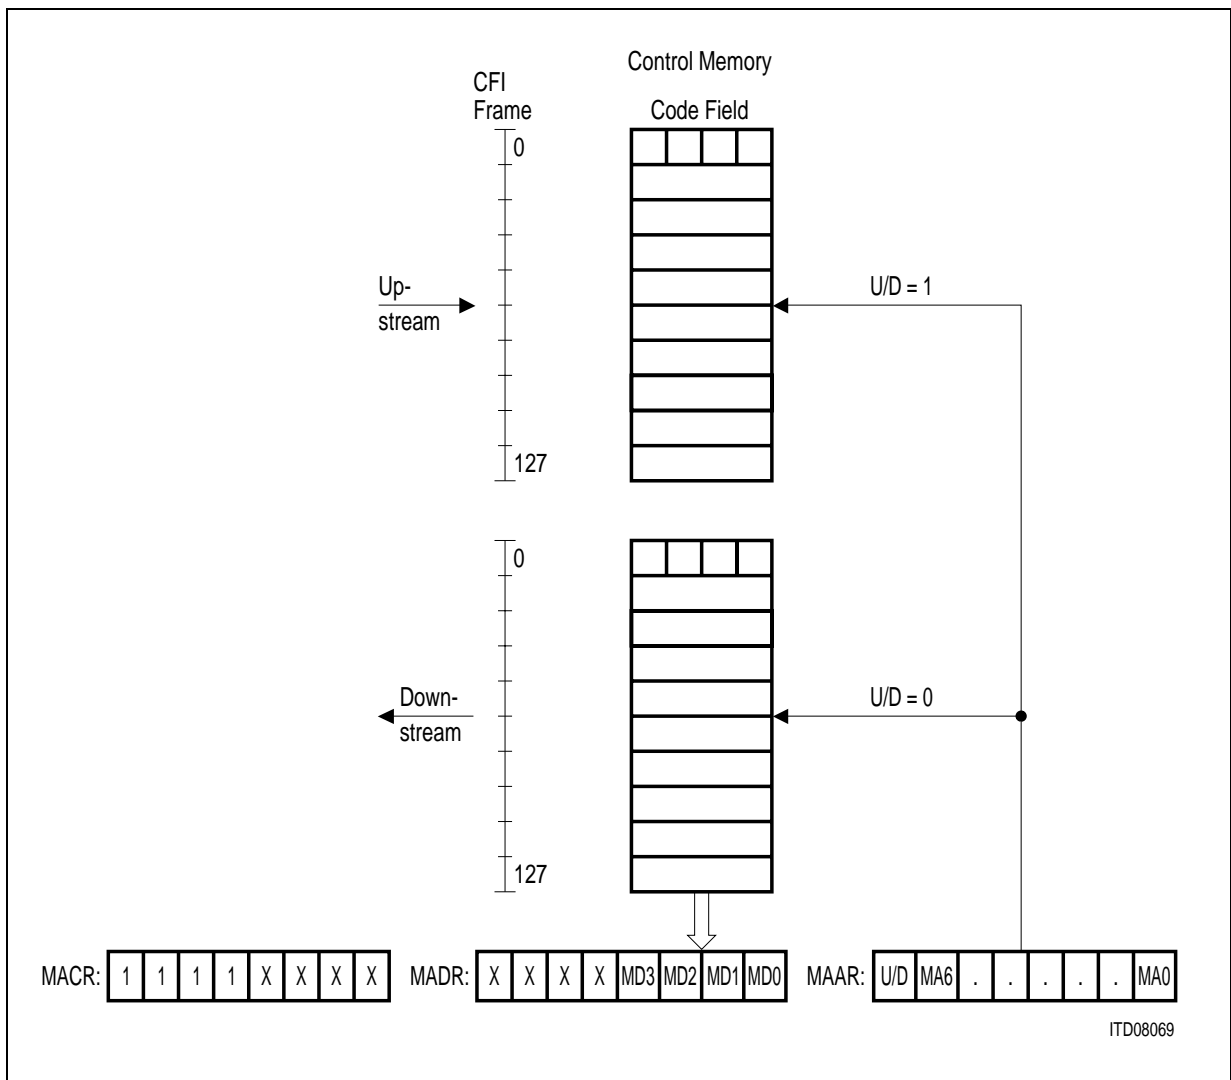 Control Memory
CFI
Frame
Code Field
0
Up-
stream
U/D = 1
127
0
Down-
stream
U/D = 0
127
MACR: 1 1 1 1 X X X X
MADR: X X X X MD3 MD2 MD1 MD0
MAAR: U/D MA6 . . . . . MA0
ITD08069